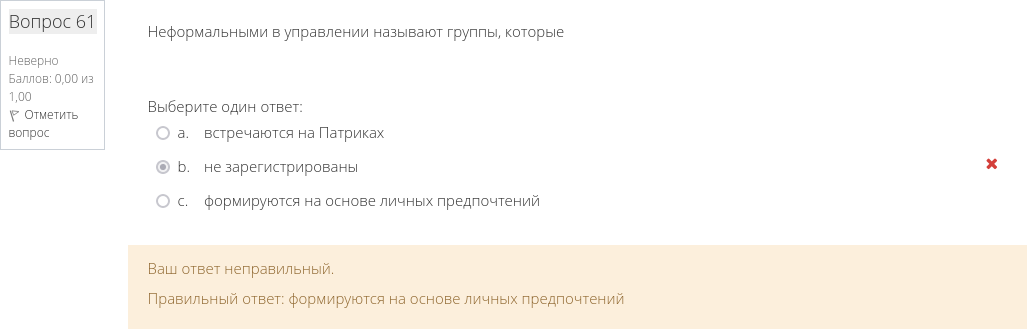 Вопрос 61
Неверно
Баллов: 0,00 из
1,00
Отметить
вопрос
Неформальными в управлении называют группы, которые
Выберите один ответ:
a. встречаются на Патриках
b. не зарегистрированы
c. формируются на основе личных предпочтений
Ваш ответ неправильный.
Правильный ответ: формируются на основе личных предпочтений